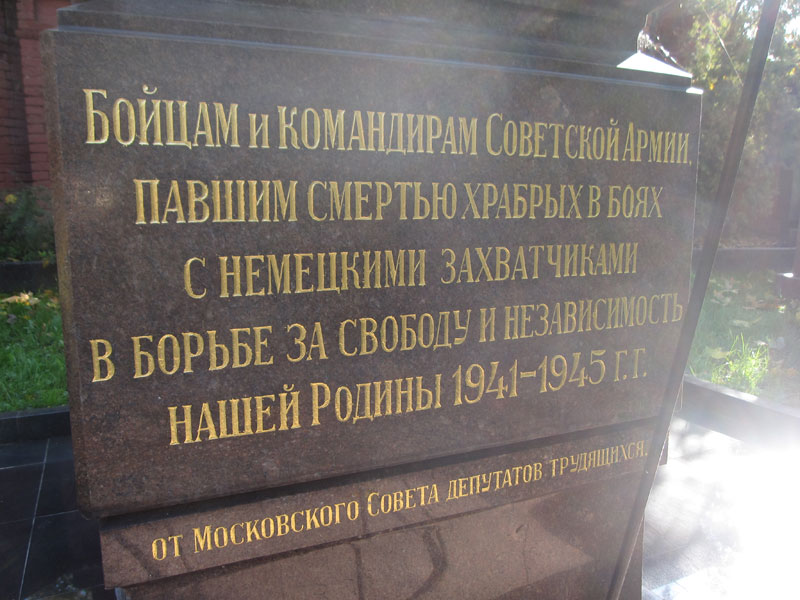 Бойцам и командирам Советской Армии,
павшим смертью храбрых в боях
с немецкими захватчиками
в борьбе за свободу и независимость
нашей Родины 1941-1945 г.г.
от Московского Совета депутатов трудящихся.